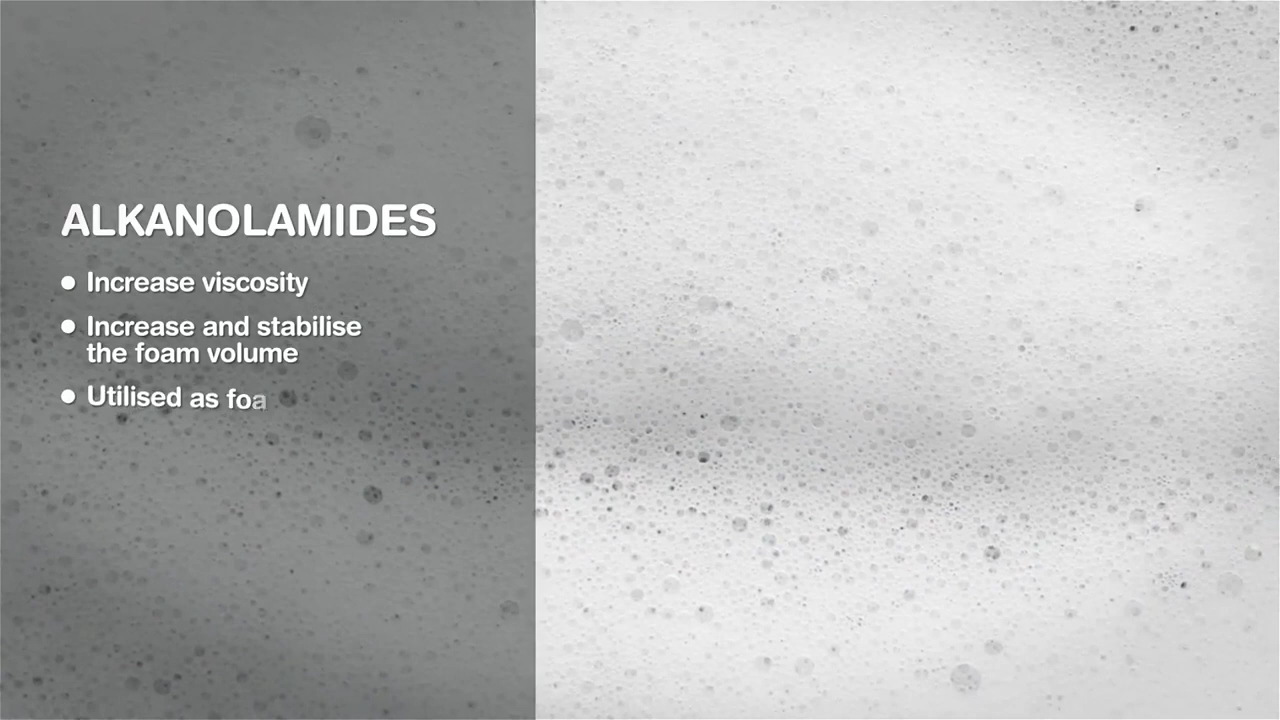 ALKANOLAMIDES
• Increase viscosity
• Increase and stabilise
the foam volume
• Utilised as foa